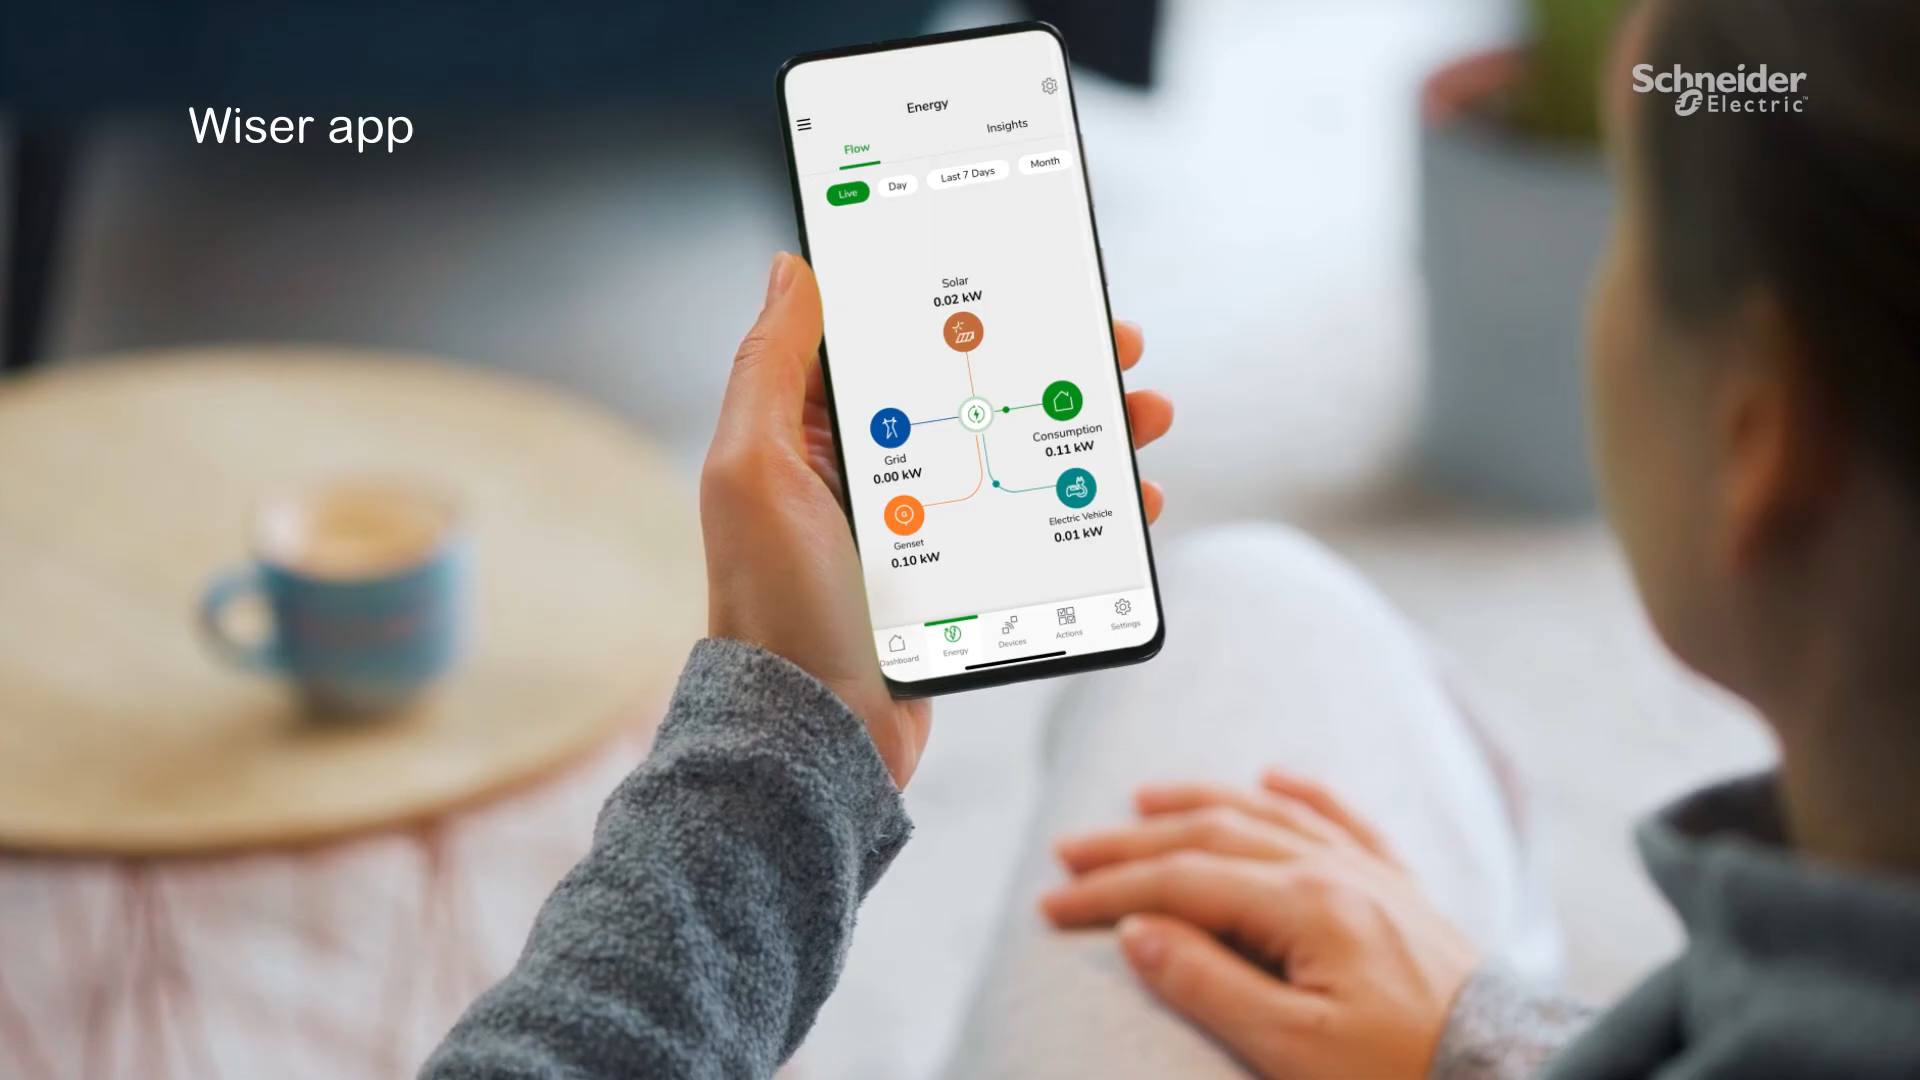 Wiser app
Schneider
Electric™
Energy
Flow
Insights
Live
Day
Last 7 Days
Month
Solar
0.02 kW
Grid
0.00 kW
Consumption
0.11 kW
G
Genset
0.10 kW
Electric Vehicle
0.01 kW
Dashboard
Energy
Devices
Actions
Settings